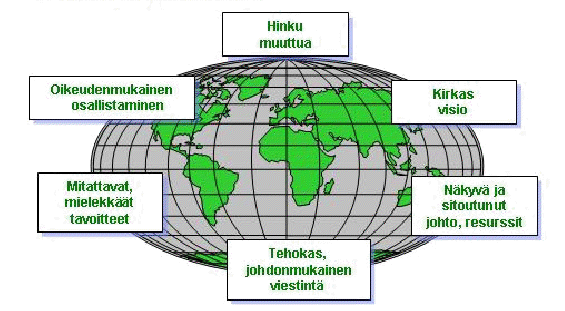 Hinku
muuttua
Oikeudenmukainen
osallistaminen
Kirkas
visio
Mitattavat,
mielekkäät
tavoitteet
Näkyvä ja
sitoutunut
johto, resurssit
Tehokas,
johdonmukainen
viestintä